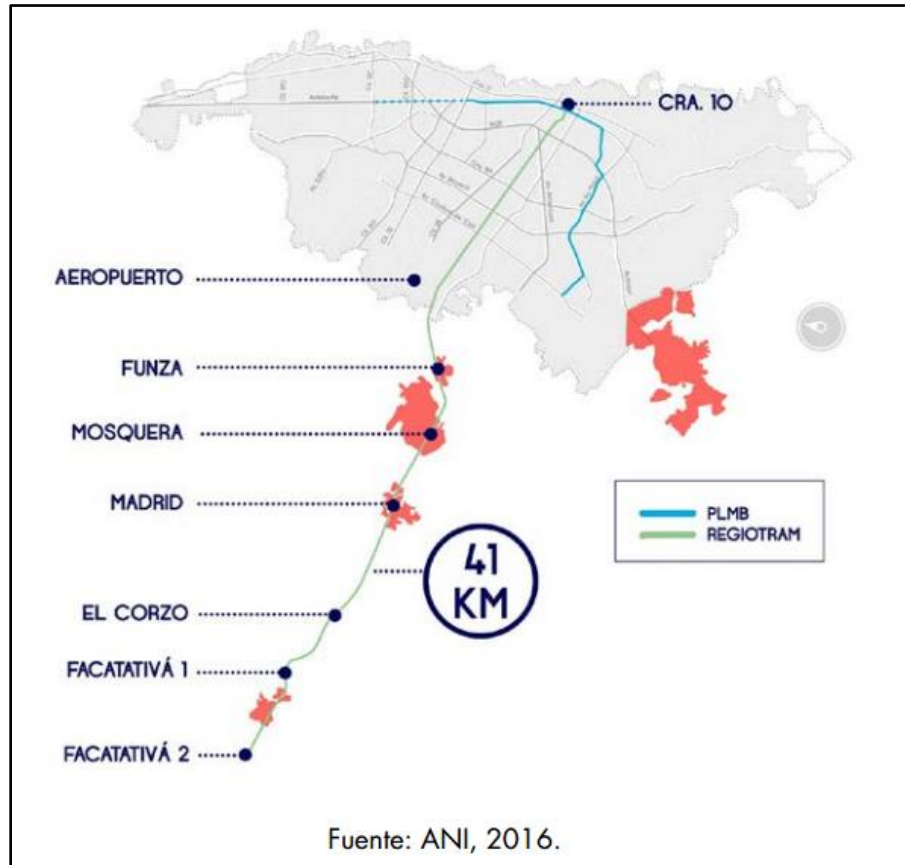 CRA. 10
AEROPUERTO
FUNZA
MOSQUERA
MADRID
41
KM
PLMB
REGIOTRAM
EL CORZO
FACATATIVÁ 1
FACATATIVÁ 2
Fuente: ANI, 2016.